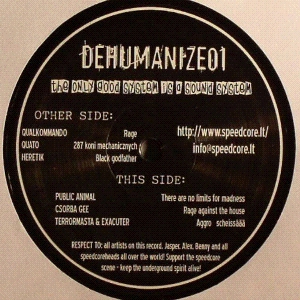 DEHUMANIZE01
the only good system is a sound system
OTHER SIDE:
QUALKOMMANDO Rage
QUATO 287 koni mechanicznych
HERETIK Black godfather
http://www.speedcore.lt/
info@speedcore.lt
THIS SIDE:
PUBLIC ANIMAL There are no limits for madness
CSORBA GEE Rage against the house
TERRORMASTA & EXACUTER Aggro scheissäää
RESPECT TO: all artists on this record. Jasper. Alex. Benny and all
speedcoreheads all over the world! Support the speedcore
scene - keep the underground spirit alive!